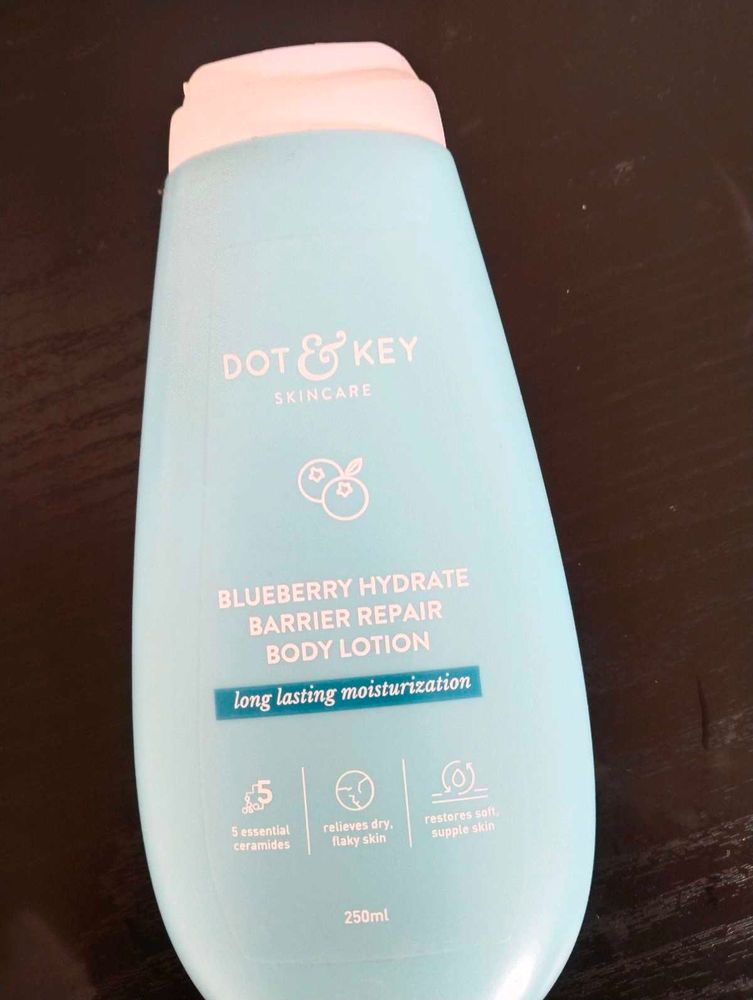 DOT & KEY
SKINCARE
BLUEBERRY HYDRATE
BARRIER REPAIR
BODY LOTION
long lasting moisturization
5
5 essential
ceramides
relieves dry,
flaky skin
restores soft,
supple skin
250ml